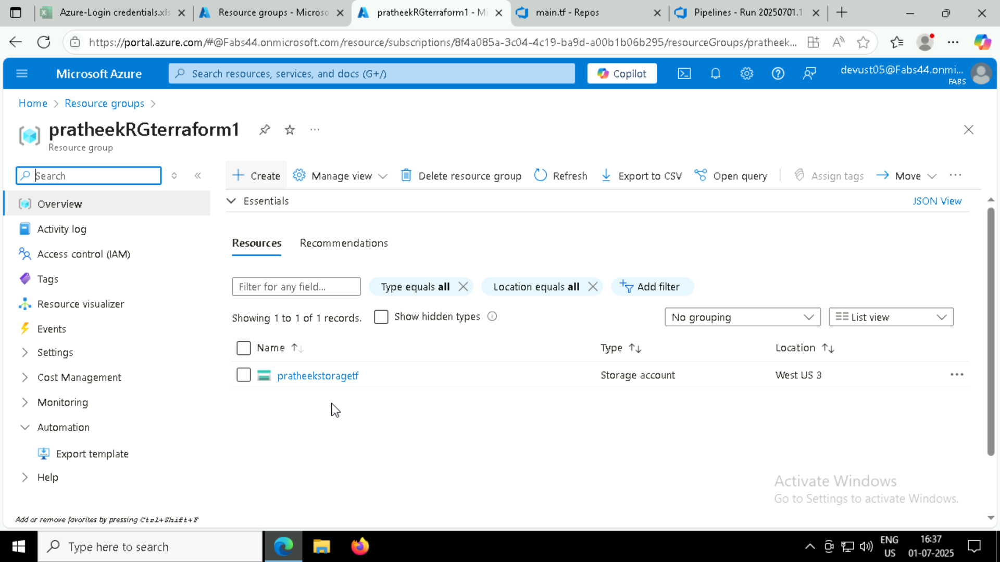 Azure-Login credentials.xls
Resource groups - Microso
pratheekRGterraform1 - Mi
main.tf - Repos
Pipelines - Run 20250701.1
https://portal.azure.com/#@Fabs44.onmicrosoft.com/resource/subscriptions/8f4a085a-3c04-4c19-ba9d-a00b1b06b295/resourceGroups/pratheek...
Microsoft Azure
Search resources, services, and docs (G+/)
Copilot
devust05@Fabs44.onmi...
FABS
Home > Resource groups >
pratheekRGterraform1
Resource group
Search
Create
Manage view
Delete resource group
Refresh
Export to CSV
Open query
Assign tags
Move
Essentials
JSON View
Overview
Activity log
Access control (IAM)
Tags
Resource visualizer
Events
Settings
Cost Management
Monitoring
Automation
Export template
Help
Add or remove favorites by pressing Ctrl+Shift+F
Resources
Recommendations
Filter for any field...
Type equals all
Location equals all
Add filter
Showing 1 to 1 of 1 records.
Show hidden types
No grouping
List view
Name
Type
Location
pratheekstoragetf
Storage account
West US 3
Activate Windows
Go to Settings to activate Windows.
Type here to search
ENG
US
16:37
01-07-2025